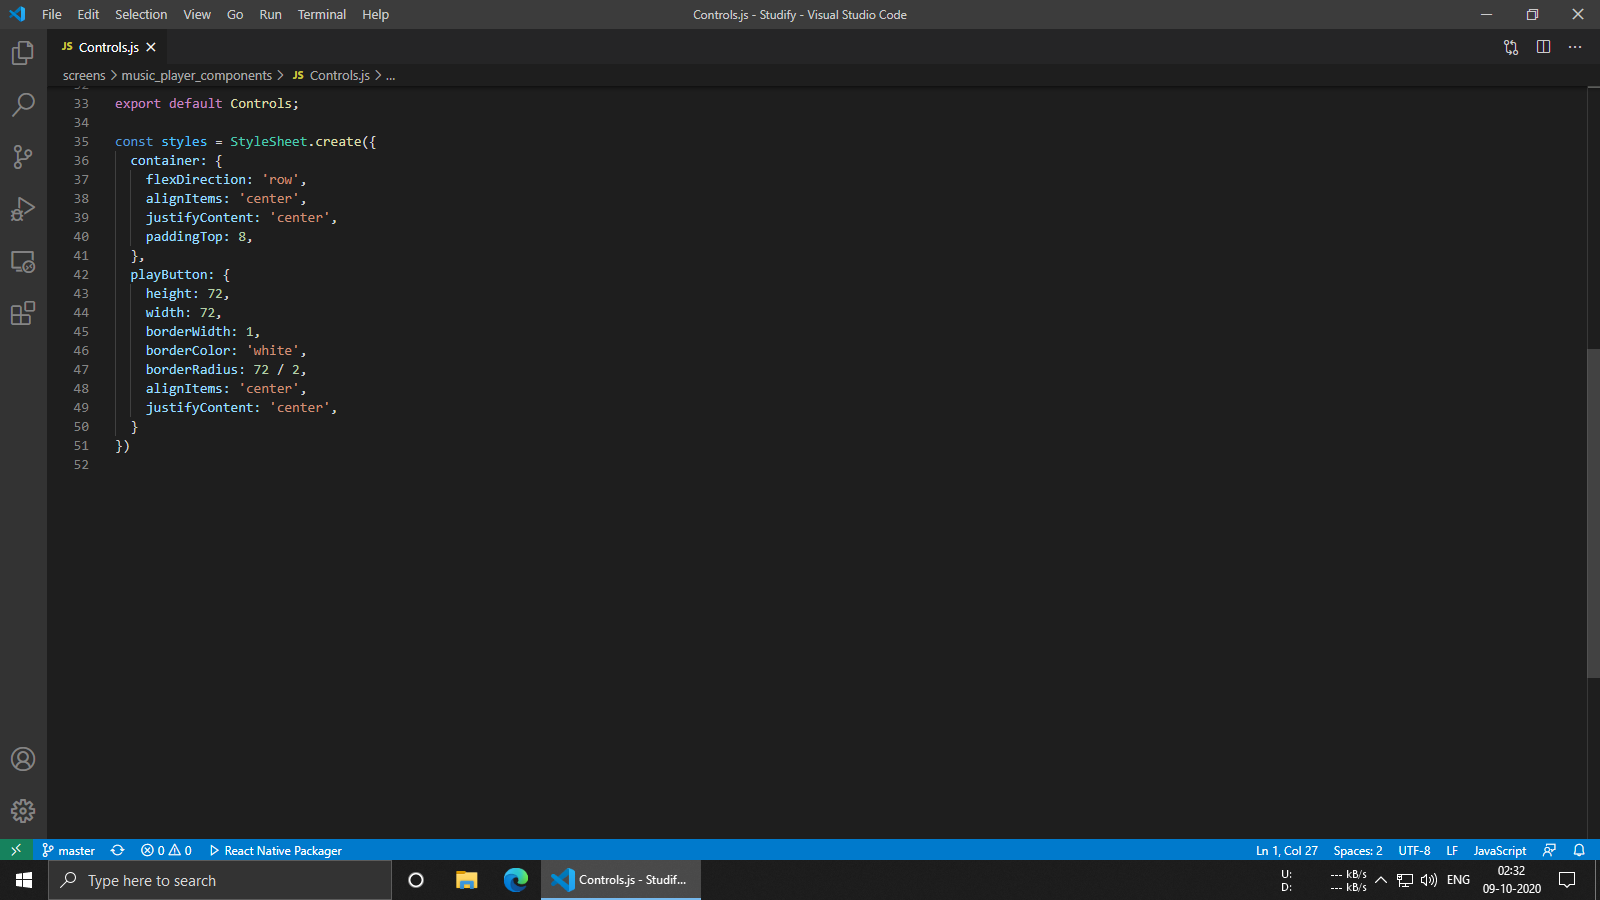 File Edit Selection View Go Run Terminal Help
Controls.js - Studify - Visual Studio Code
JS Controls.js
screens > music_player_components > JS Controls.js > ...
33 export default Controls;
34
35 const styles = StyleSheet.create({
36 container: {
37 flexDirection: 'row',
38 alignItems: 'center',
39 justifyContent: 'center',
40 paddingTop: 8,
41 },
42 playButton: {
43 height: 72,
44 width: 72,
45 borderWidth: 1,
46 borderColor: 'white',
47 borderRadius: 72 / 2,
48 alignItems: 'center',
49 justifyContent: 'center',
50 }
51 })
52
master 0 0 React Native Packager
Ln 1, Col 27 Spaces: 2 UTF-8 LF JavaScript
Type here to search
Controls.js - Studif...
U: --- kB/s
D: --- kB/s
ENG
02:32
09-10-2020